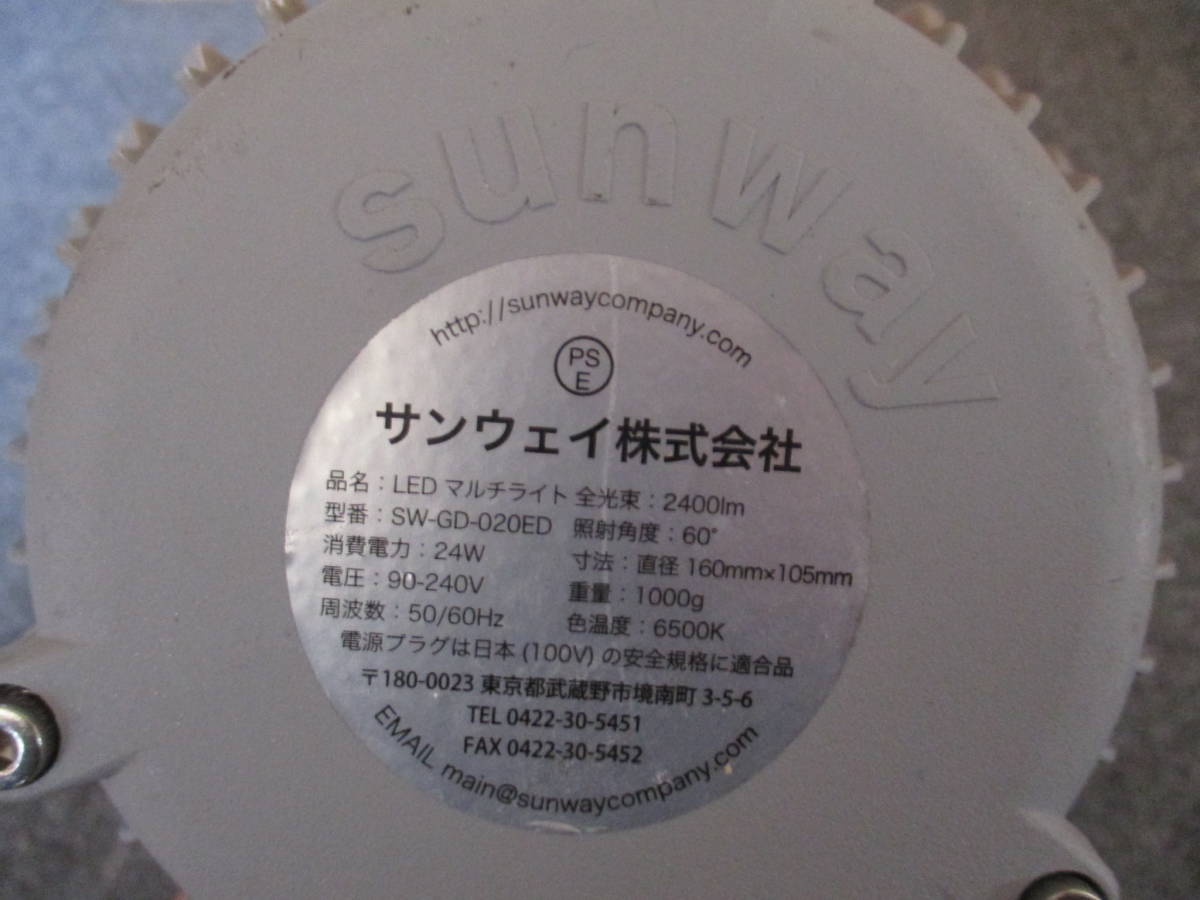 sunway
http://sunwaycompany.com
PS
E
サンウェイ株式会社
品名：LED マルチライト 全光束：2400lm
型番：SW-GD-020ED 照射角度：60°
消費電力：24W 寸法：直径 160mm×105mm
電圧：90-240V 重量：1000g
周波数：50/60Hz 色温度：6500K
電源プラグは日本 (100V) の安全規格に適合品
〒180-0023 東京都武蔵野市境南町 3-5-6
TEL 0422-30-5451
FAX 0422-30-5452
EMAIL main@sunwaycompany.com